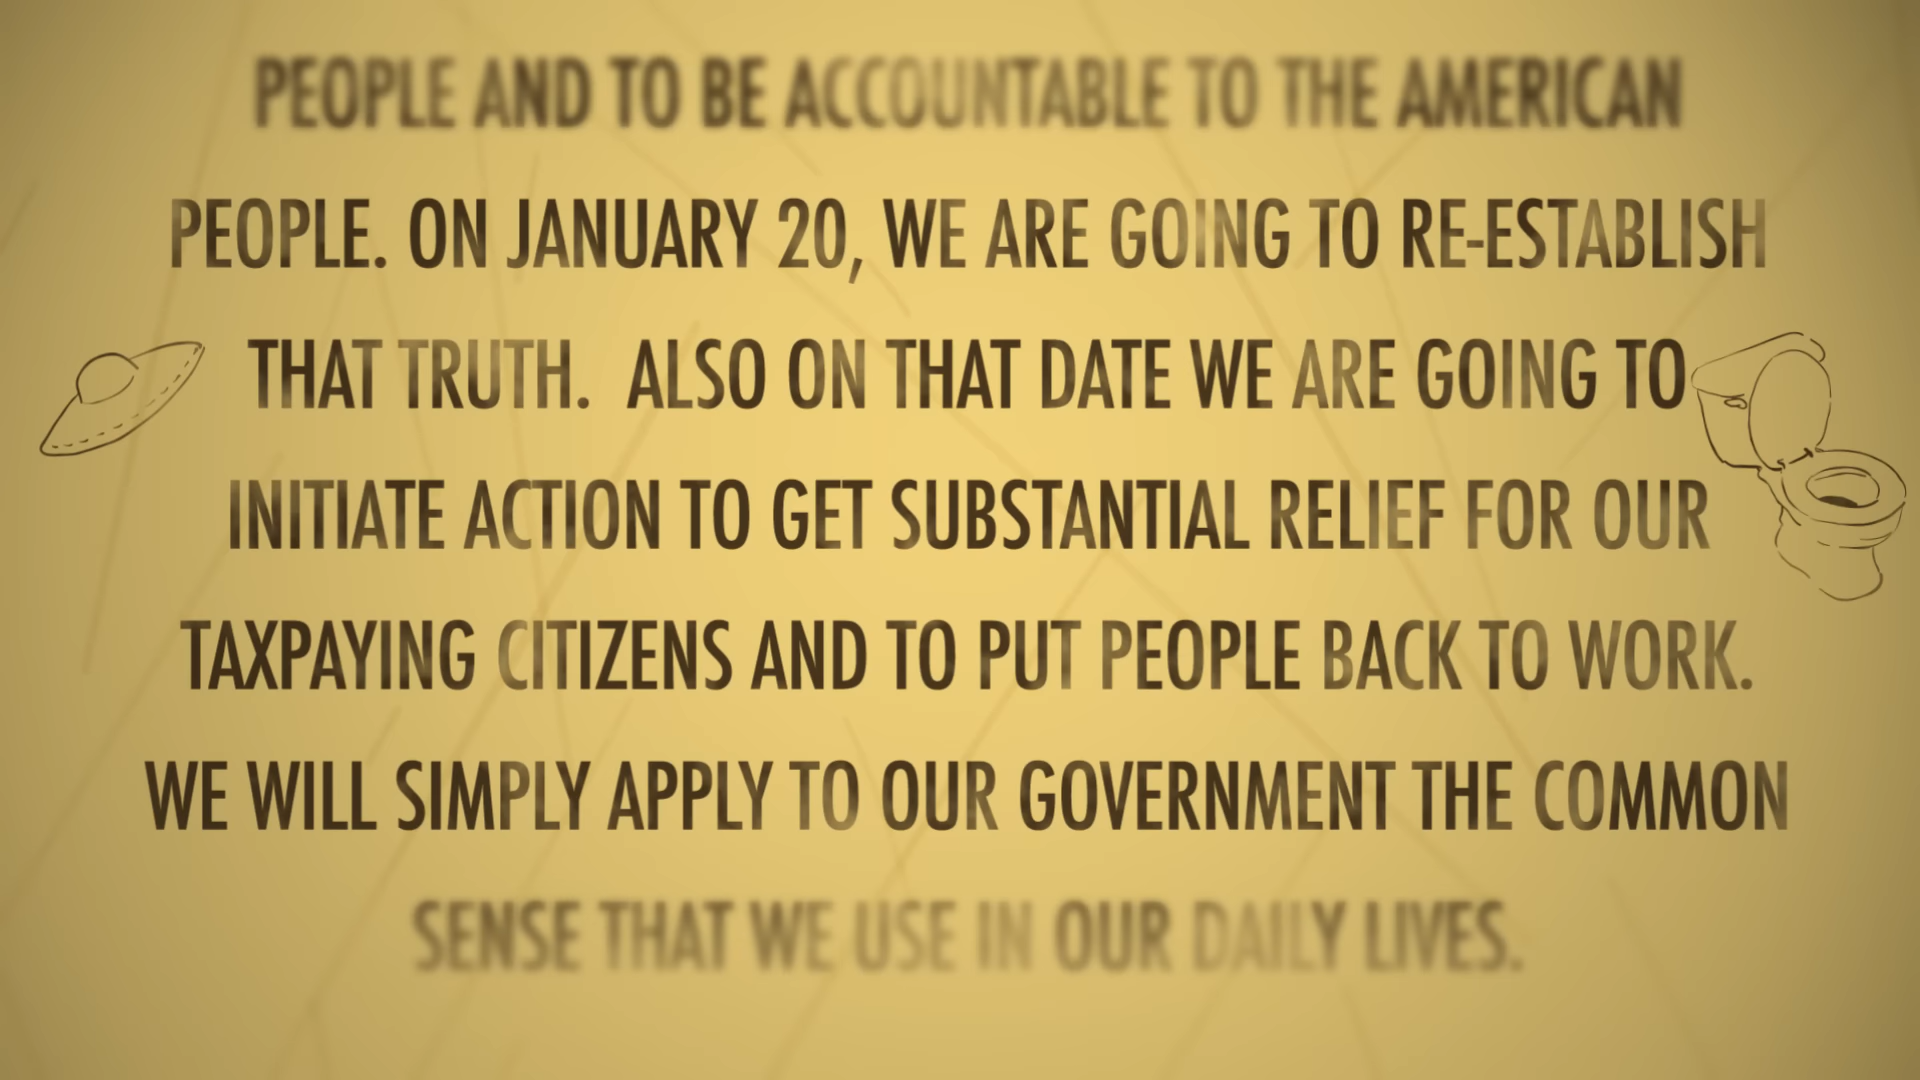 PEOPLE AND TO BE ACCOUNTABLE TO THE AMERICAN
PEOPLE. ON JANUARY 20, WE ARE GOING TO RE-ESTABLISH
THAT TRUTH.  ALSO ON THAT DATE WE ARE GOING TO
INITIATE ACTION TO GET SUBSTANTIAL RELIEF FOR OUR
TAXPAYING CITIZENS AND TO PUT PEOPLE BACK TO WORK.
WE WILL SIMPLY APPLY TO OUR GOVERNMENT THE COMMON
SENSE THAT WE USE IN OUR DAILY LIVES.